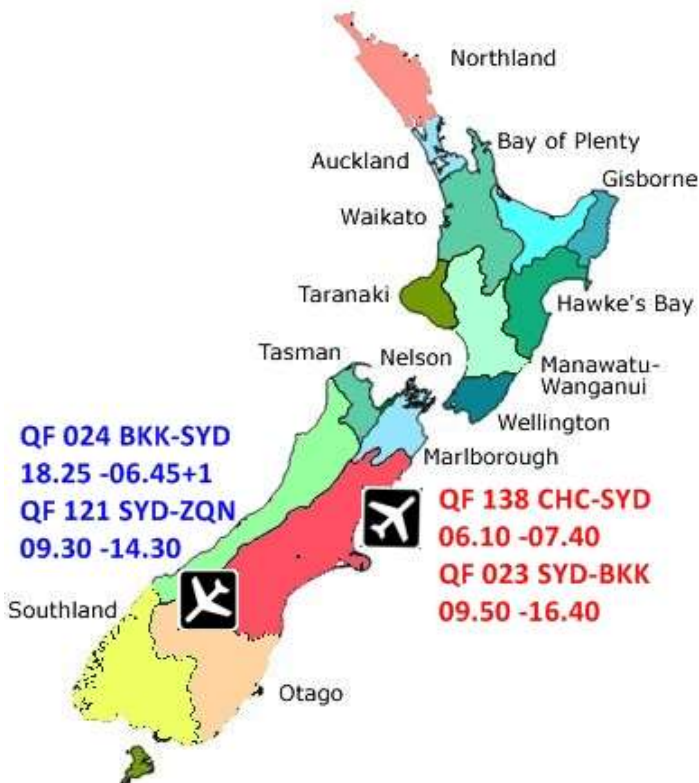 Northland
Bay of Plenty
Auckland
Gisborne
Waikato
Taranaki
Hawke's Bay
Tasman
Nelson
Manawatu-
Wanganui
Wellington
Marlborough
QF 024 BKK-SYD
18.25 -06.45+1
QF 121 SYD-ZQN
09.30 -14.30
QF 138 CHC-SYD
06.10 -07.40
QF 023 SYD-BKK
09.50 -16.40
Southland
Otago